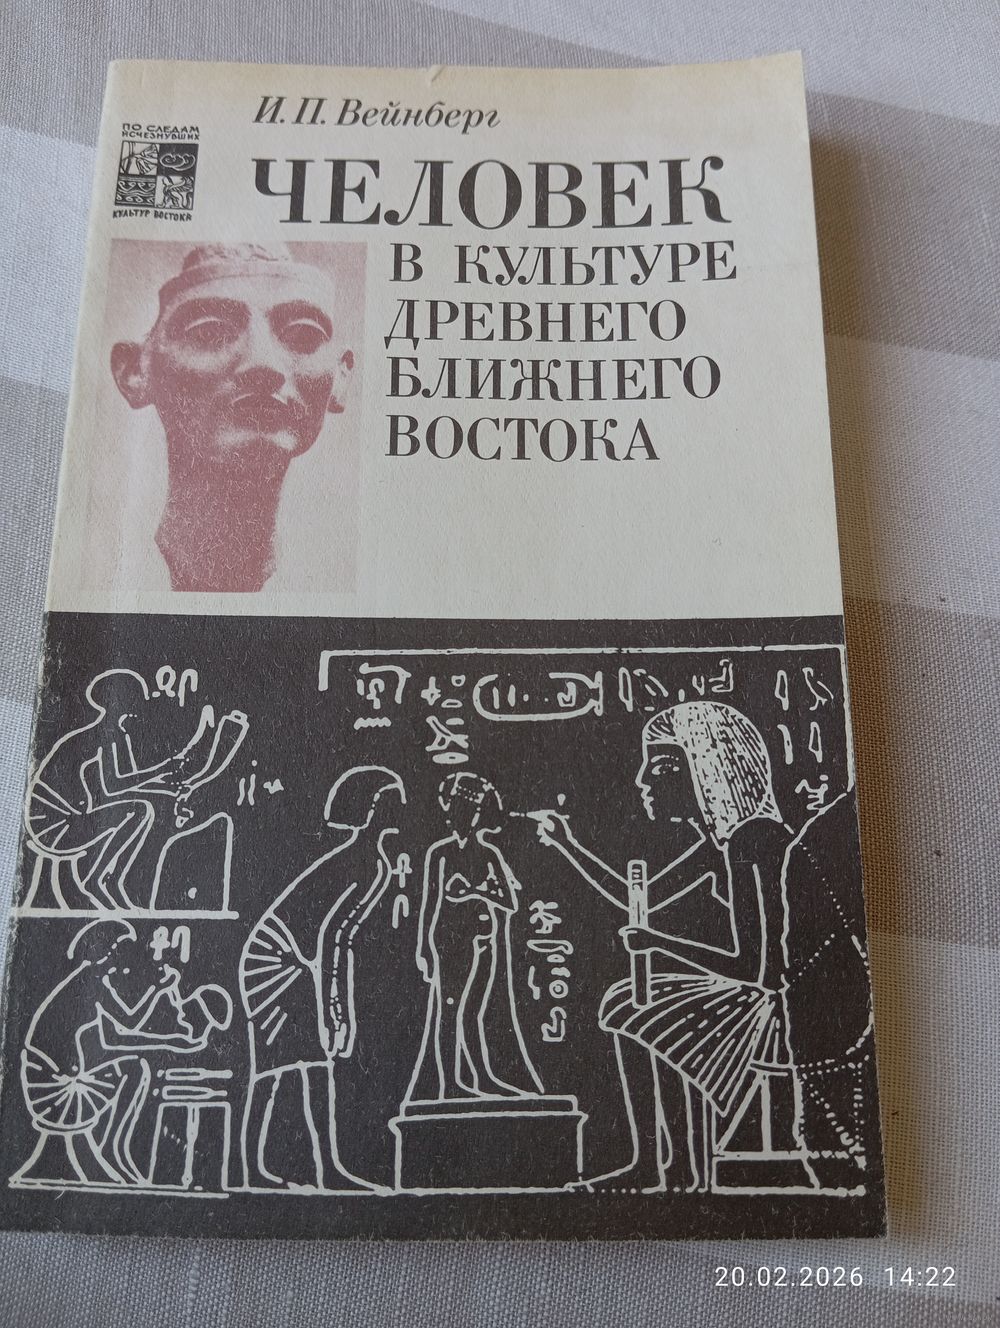 И. П. Вейнберг
ПО СЛЕДАМ
ИСЧЕЗНУВШИХ
КУЛЬТУР ВОСТОКА
ЧЕЛОВЕК
В КУЛЬТУРЕ
ДРЕВНЕГО
БЛИЖНЕГО
ВОСТОКА
20.02.2026 14:22